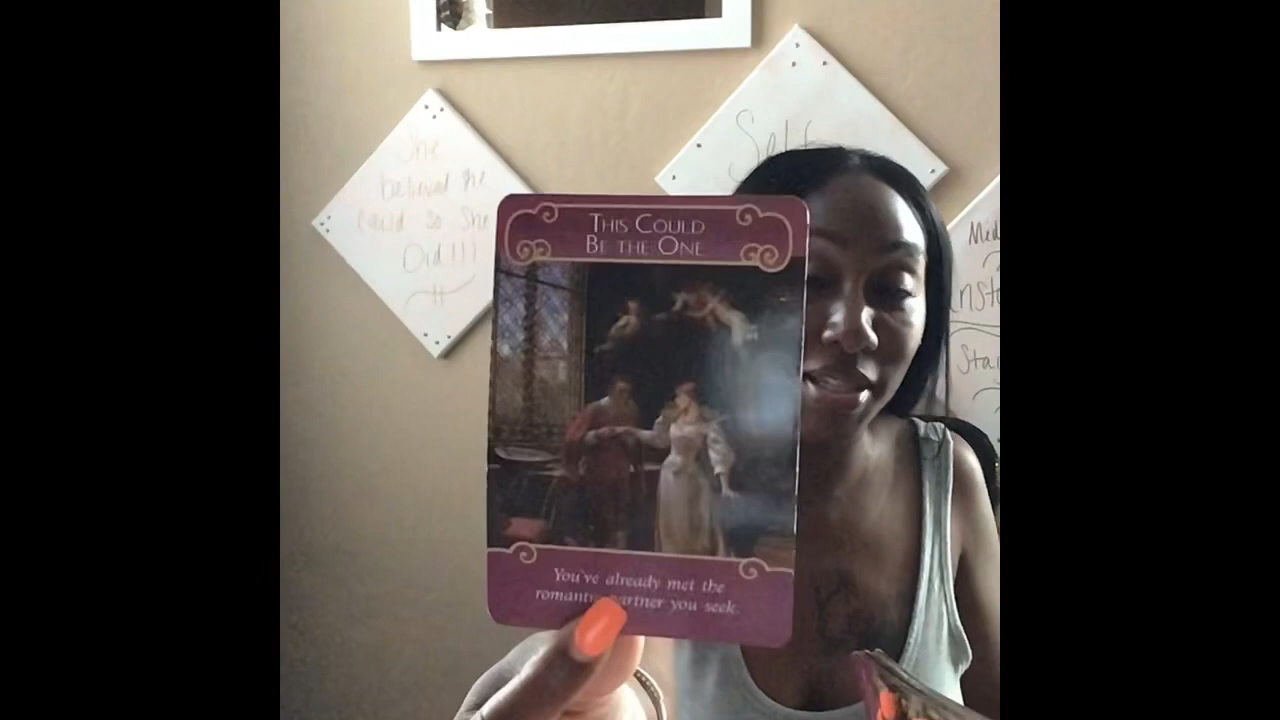 She
believed she
could so she
Did!!!
Self
THIS COULD
BE THE ONE
You've already met the
romantic partner you seek.